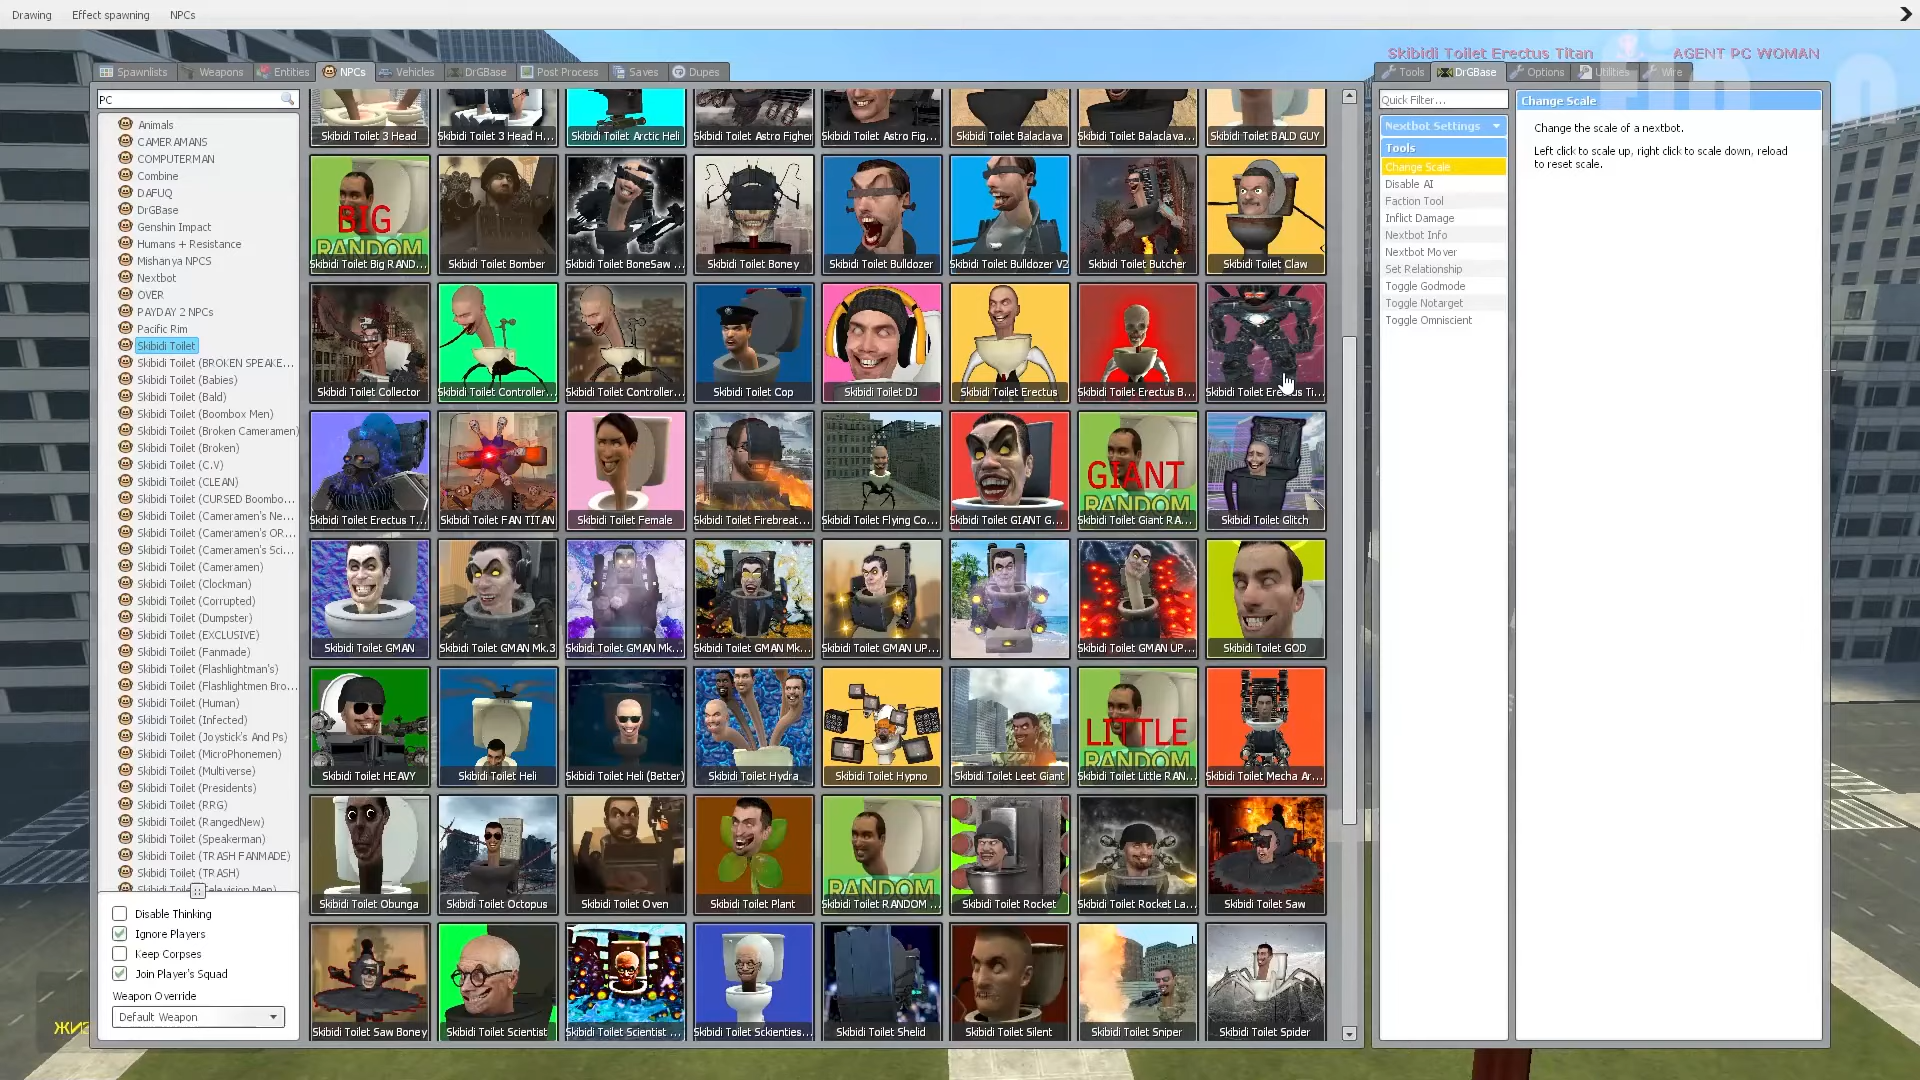 Drawing Effect spawning NPCs
Skibidi Toilet Erectus Titan AGENT PC WOMAN
Spawnlists Weapons Entities NPCs Vehicles DrGBase Post Process Saves Dupes
Tools DrGBase Options Utilities Wire
PC
Animals
CAMERAMANS
COMPUTERMAN
Combine
DAFUQ
DrGBase
Genshin Impact
Humans + Resistance
Mishanya NPCS
Nextbot
OVER
PAYDAY 2 NPCs
Pacific Rim
Skibidi Toilet
Skibidi Toilet (BROKEN SPEAKE...
Skibidi Toilet (Babies)
Skibidi Toilet (Bald)
Skibidi Toilet (Boombox Men)
Skibidi Toilet (Broken Cameramen)
Skibidi Toilet (Broken)
Skibidi Toilet (C.V)
Skibidi Toilet (CLEAN)
Skibidi Toilet (CURSED Boombo...
Skibidi Toilet (Cameramen's Ne...
Skibidi Toilet (Cameramen's OR...
Skibidi Toilet (Cameramen's Sci...
Skibidi Toilet (Cameramen)
Skibidi Toilet (Clockman)
Skibidi Toilet (Corrupted)
Skibidi Toilet (Dumpster)
Skibidi Toilet (EXCLUSIVE)
Skibidi Toilet (Fanmade)
Skibidi Toilet (Flashlightman's)
Skibidi Toilet (Flashlightmen Bro...
Skibidi Toilet (Human)
Skibidi Toilet (Infected)
Skibidi Toilet (Joystick's And Ps)
Skibidi Toilet (MicroPhonemen)
Skibidi Toilet (Multiverse)
Skibidi Toilet (Presidents)
Skibidi Toilet (RRG)
Skibidi Toilet (RangedNew)
Skibidi Toilet (Speakerman)
Skibidi Toilet (TRASH FANMADE)
Skibidi Toilet (TRASH)
Disable Thinking
Ignore Players
Keep Corpses
Join Player's Squad
Weapon Override
Default Weapon
Skibidi Toilet 3 Head Skibidi Toilet 3 Head H... Skibidi Toilet Arctic Heli Skibidi Toilet Astro Figher Skibidi Toilet Astro Fig... Skibidi Toilet Balaclava Skibidi Toilet Balaclava... Skibidi Toilet BALD GUY
BIG
RANDOM
Skibidi Toilet Big RAND... Skibidi Toilet Bomber Skibidi Toilet BoneSaw ... Skibidi Toilet Boney Skibidi Toilet Bulldozer Skibidi Toilet Bulldozer V2 Skibidi Toilet Butcher Skibidi Toilet Claw
Skibidi Toilet Collector Skibidi Toilet Controller... Skibidi Toilet Controller... Skibidi Toilet Cop Skibidi Toilet DJ Skibidi Toilet Erectus Skibidi Toilet Erectus B... Skibidi Toilet Erectus Ti...
GIANT
RANDOM
Skibidi Toilet Erectus T... Skibidi Toilet FAN TITAN Skibidi Toilet Female Skibidi Toilet Firebreat... Skibidi Toilet Flying Co... Skibidi Toilet GIANT G... Skibidi Toilet Giant RA... Skibidi Toilet Glitch
Skibidi Toilet GMAN Skibidi Toilet GMAN Mk.3 Skibidi Toilet GMAN Mk... Skibidi Toilet GMAN Mk... Skibidi Toilet GMAN UP... Skibidi Toilet GMAN UP... Skibidi Toilet GOD
LITTLE
RANDOM
Skibidi Toilet HEAVY Skibidi Toilet Heli Skibidi Toilet Heli (Better) Skibidi Toilet Hydra Skibidi Toilet Hypno Skibidi Toilet Leet Giant Skibidi Toilet Little RAN... Skibidi Toilet Mecha Ar...
RANDOM
Skibidi Toilet Obunga Skibidi Toilet Octopus Skibidi Toilet Oven Skibidi Toilet Plant Skibidi Toilet RANDOM ... Skibidi Toilet Rocket Skibidi Toilet Rocket La... Skibidi Toilet Saw
Skibidi Toilet Saw Boney Skibidi Toilet Scientist Skibidi Toilet Scientist ... Skibidi Toilet Sckienties... Skibidi Toilet Shelid Skibidi Toilet Silent Skibidi Toilet Sniper Skibidi Toilet Spider
Quick Filter...
Nextbot Settings
Tools
Change Scale
Disable AI
Faction Tool
Inflict Damage
Nextbot Info
Nextbot Mover
Set Relationship
Toggle Godmode
Toggle Notarget
Toggle Omniscient
Change Scale
Change the scale of a nextbot.
Left click to scale up, right click to scale down, reload
to reset scale.